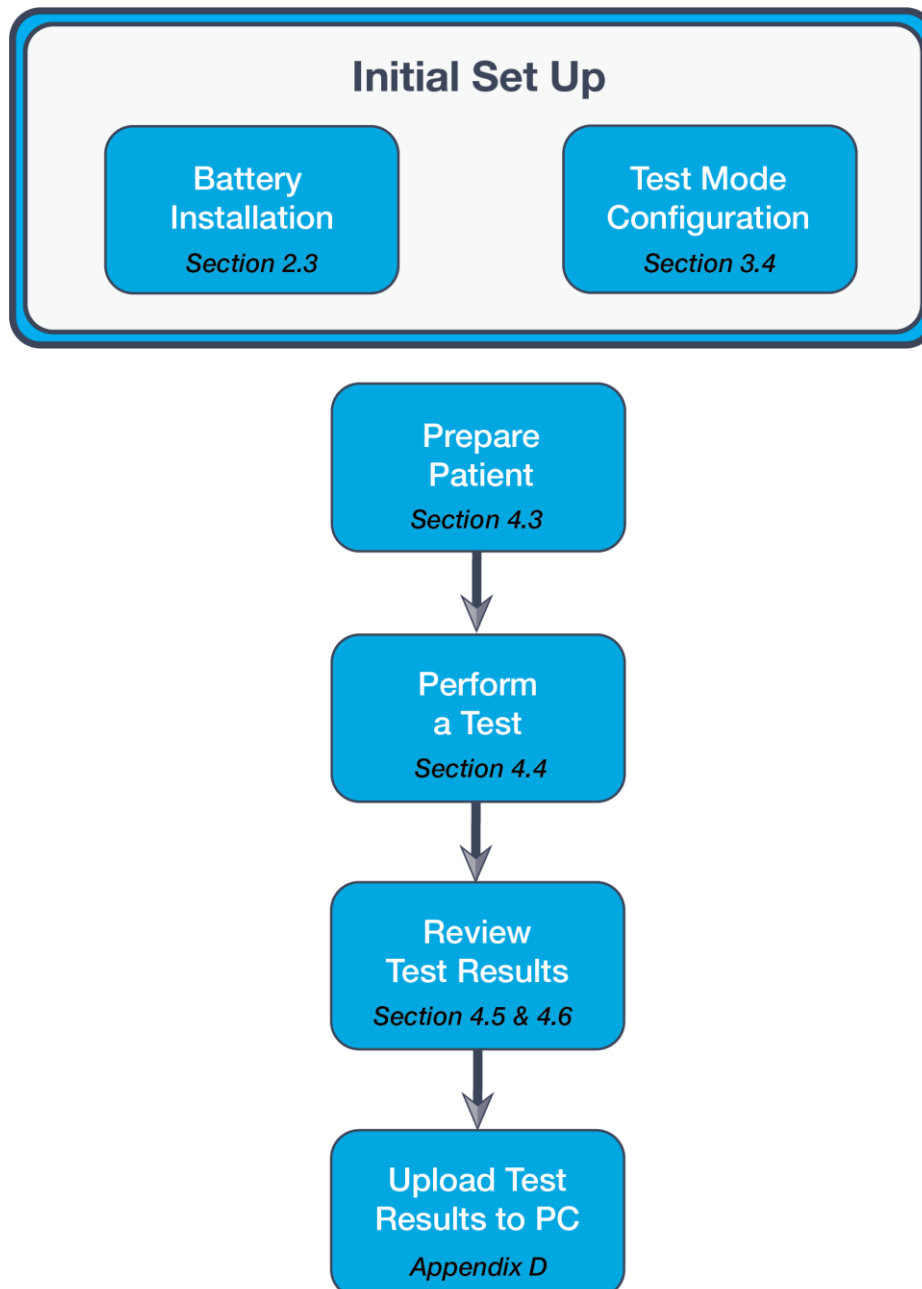 Initial Set Up
Battery
Installation
Section 2.3
Test Mode
Configuration
Section 3.4
Prepare
Patient
Section 4.3
Perform
a Test
Section 4.4
Review
Test Results
Section 4.5 & 4.6
Upload Test
Results to PC
Appendix D